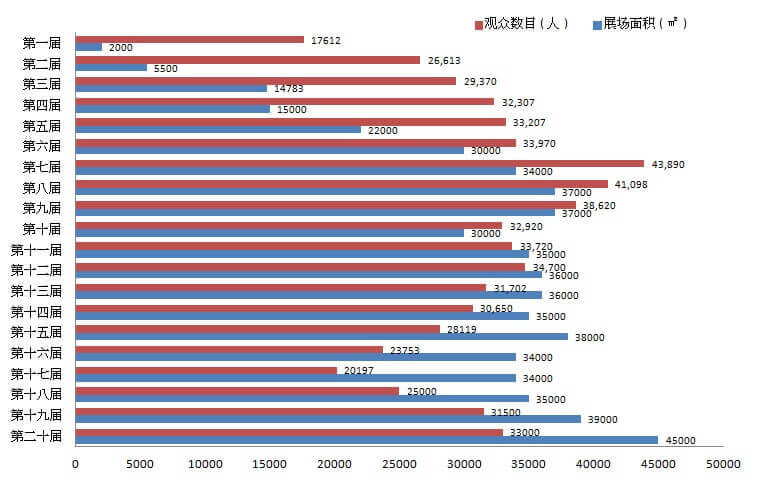 观众数目（人） 展场面积（㎡）
第一届 17612
2000
第二届 26,613
5500
第三届 29,370
14783
第四届 32,307
15000
第五届 33,207
22000
第六届 33,970
30000
第七届 43,890
34000
第八届 41,098
37000
第九届 38,620
37000
第十届 32,920
30000
第十一届 33,720
35000
第十二届 34,700
36000
第十三届 31,702
36000
第十四届 30,650
35000
第十五届 28119
38000
第十六届 23753
34000
第十七届 20197
34000
第十八届 25000
35000
第十九届 31500
39000
第二十届 33000
45000
0 5000 10000 15000 20000 25000 30000 35000 40000 45000 50000